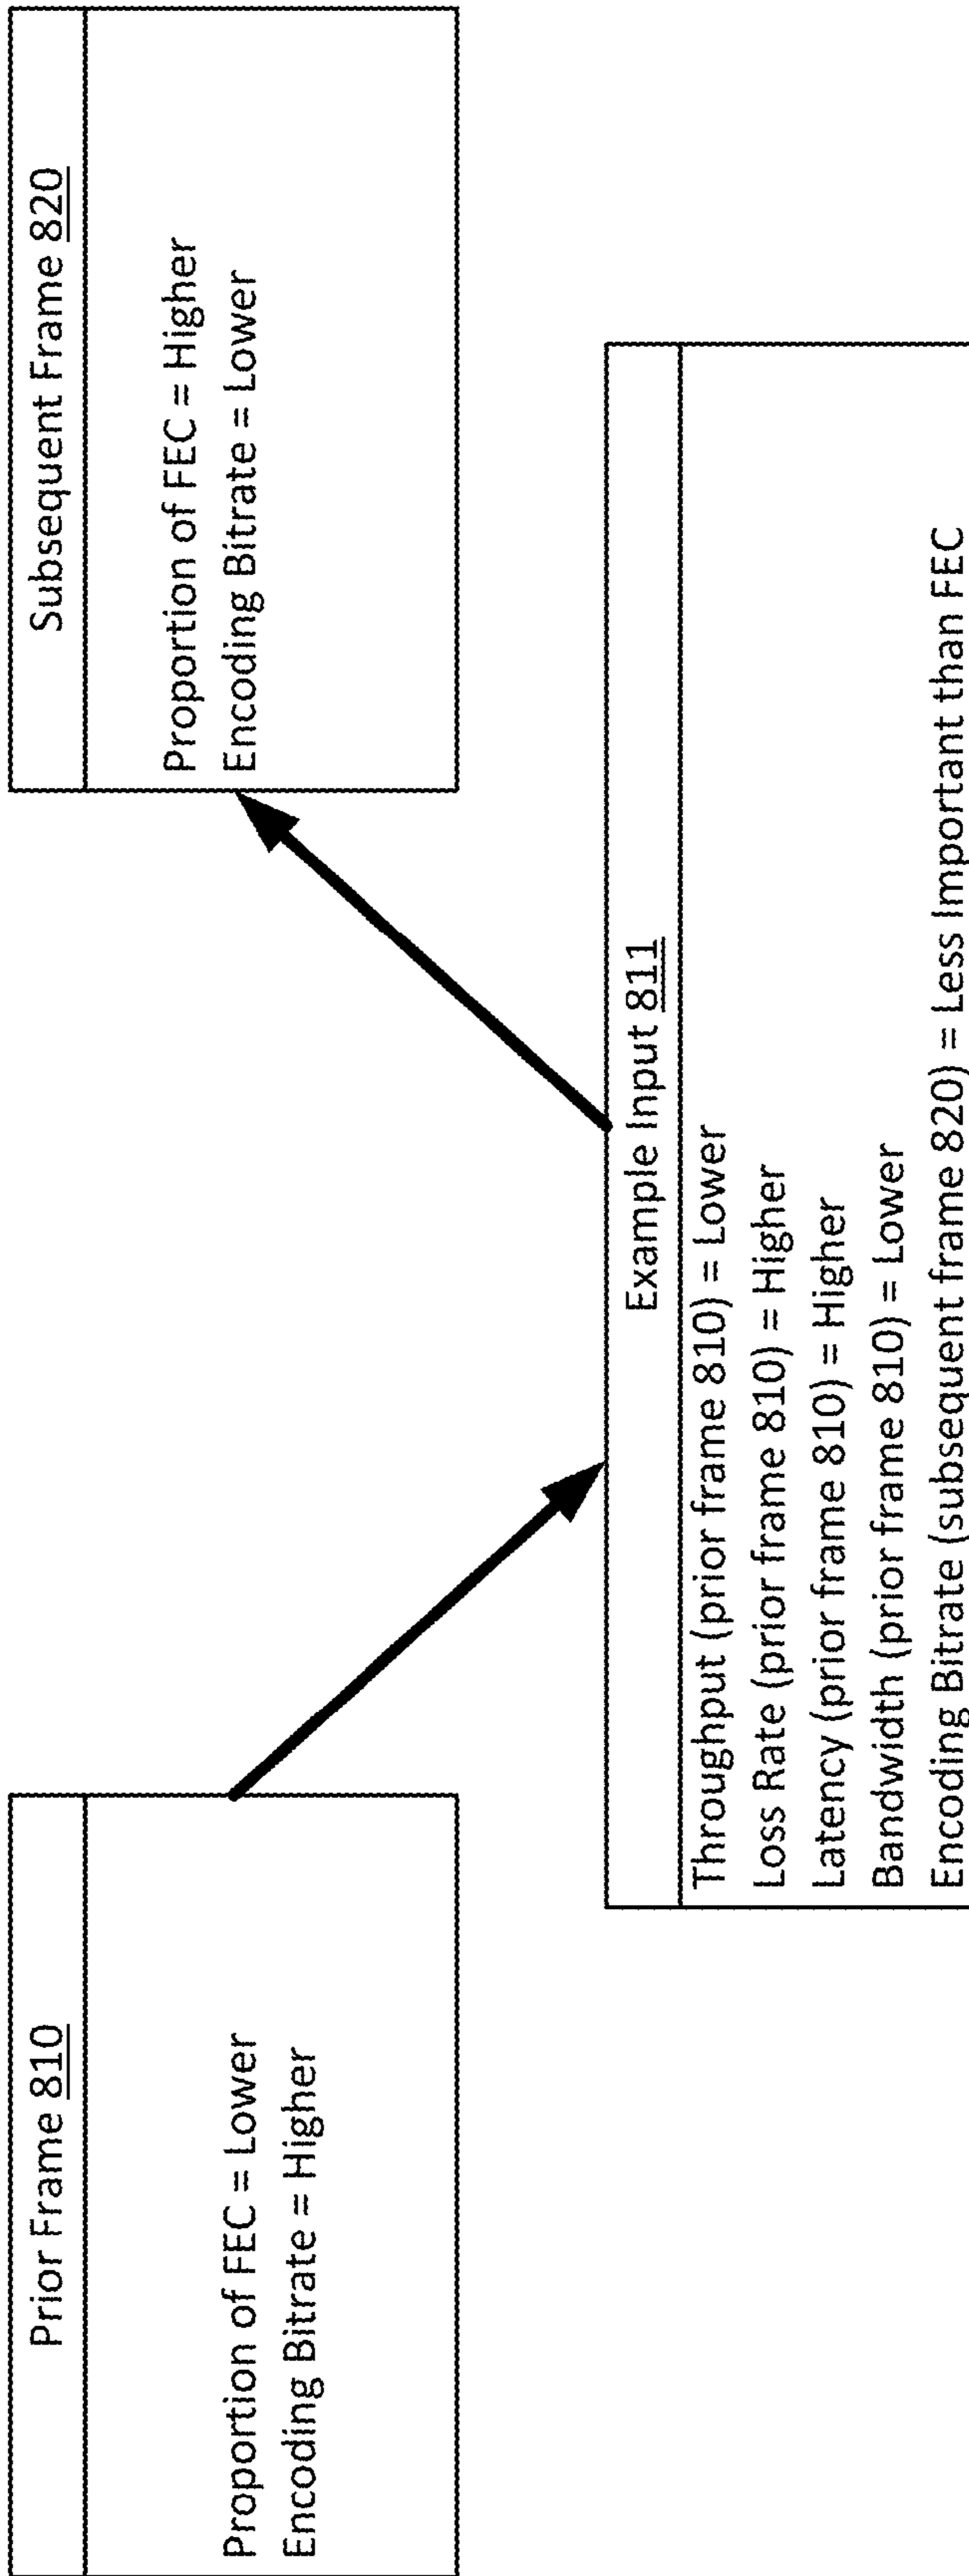 Prior Frame 810
Proportion of FEC = Lower
Encoding Bitrate = Higher
Subsequent Frame 820
Proportion of FEC = Higher
Encoding Bitrate = Lower
Example Input 811
Throughput (prior frame 810) = Lower
Loss Rate (prior frame 810) = Higher
Latency (prior frame 810) = Higher
Bandwidth (prior frame 810) = Lower
Encoding Bitrate (subsequent frame 820) = Less Important than FEC